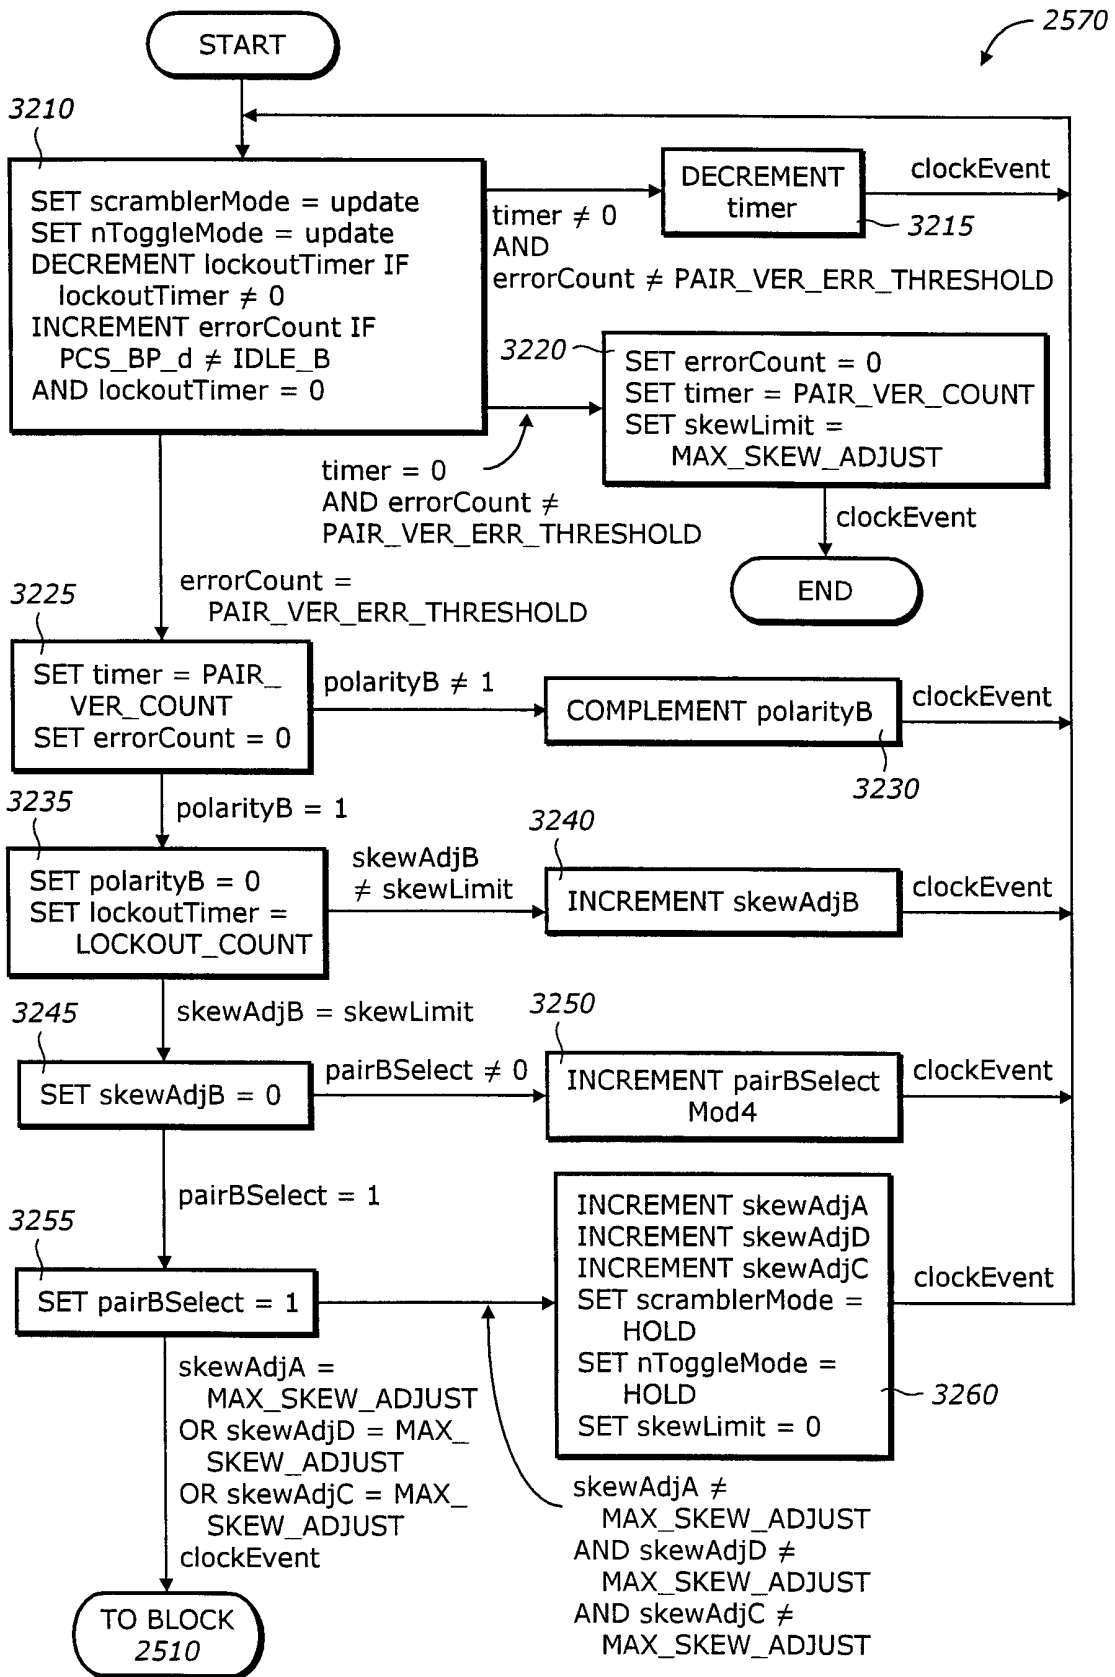 2570
START
3210
SET scramblerMode = update
SET nToggleMode = update
DECREMENT lockoutTimer IF
lockoutTimer ≠ 0
INCREMENT errorCount IF
PCS_BP_d ≠ IDLE_B
AND lockoutTimer = 0
timer ≠ 0
AND
errorCount ≠ PAIR_VER_ERR_THRESHOLD
DECREMENT
timer
3215
clockEvent
timer = 0
AND errorCount ≠
PAIR_VER_ERR_THRESHOLD
3220
SET errorCount = 0
SET timer = PAIR_VER_COUNT
SET skewLimit =
MAX_SKEW_ADJUST
clockEvent
END
errorCount =
PAIR_VER_ERR_THRESHOLD
3225
SET timer = PAIR_
VER_COUNT
SET errorCount = 0
polarityB ≠ 1
COMPLEMENT polarityB
3230
clockEvent
polarityB = 1
3235
SET polarityB = 0
SET lockoutTimer =
LOCKOUT_COUNT
skewAdjB
≠ skewLimit
3240
INCREMENT skewAdjB
clockEvent
skewAdjB = skewLimit
3245
SET skewAdjB = 0
pairBSelect ≠ 0
3250
INCREMENT pairBSelect
Mod4
clockEvent
pairBSelect = 1
3255
SET pairBSelect = 1
INCREMENT skewAdjA
INCREMENT skewAdjD
INCREMENT skewAdjC
SET scramblerMode =
HOLD
SET nToggleMode =
HOLD
SET skewLimit = 0
3260
clockEvent
skewAdjA =
MAX_SKEW_ADJUST
OR skewAdjD = MAX_
SKEW_ADJUST
OR skewAdjC = MAX_
SKEW_ADJUST
clockEvent
skewAdjA ≠
MAX_SKEW_ADJUST
AND skewAdjD ≠
MAX_SKEW_ADJUST
AND skewAdjC ≠
MAX_SKEW_ADJUST
TO BLOCK
2510